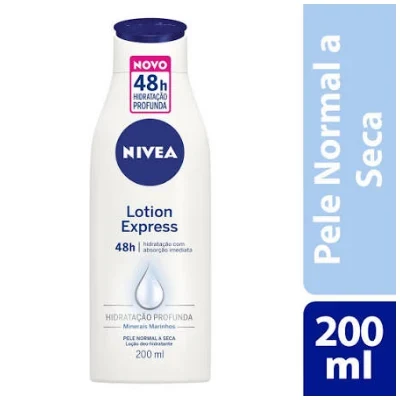 NOVO
48h
HIDRATAÇÃO
PROFUNDA
NIVEA
Lotion
Express
48h | hidratação com
absorção imediata
HIDRATAÇÃO PROFUNDA
Minerais Marinhos
PELE NORMAL A SECA
Loção deo-hidratante
200 ml
Pele Normal a
Seca
200
ml